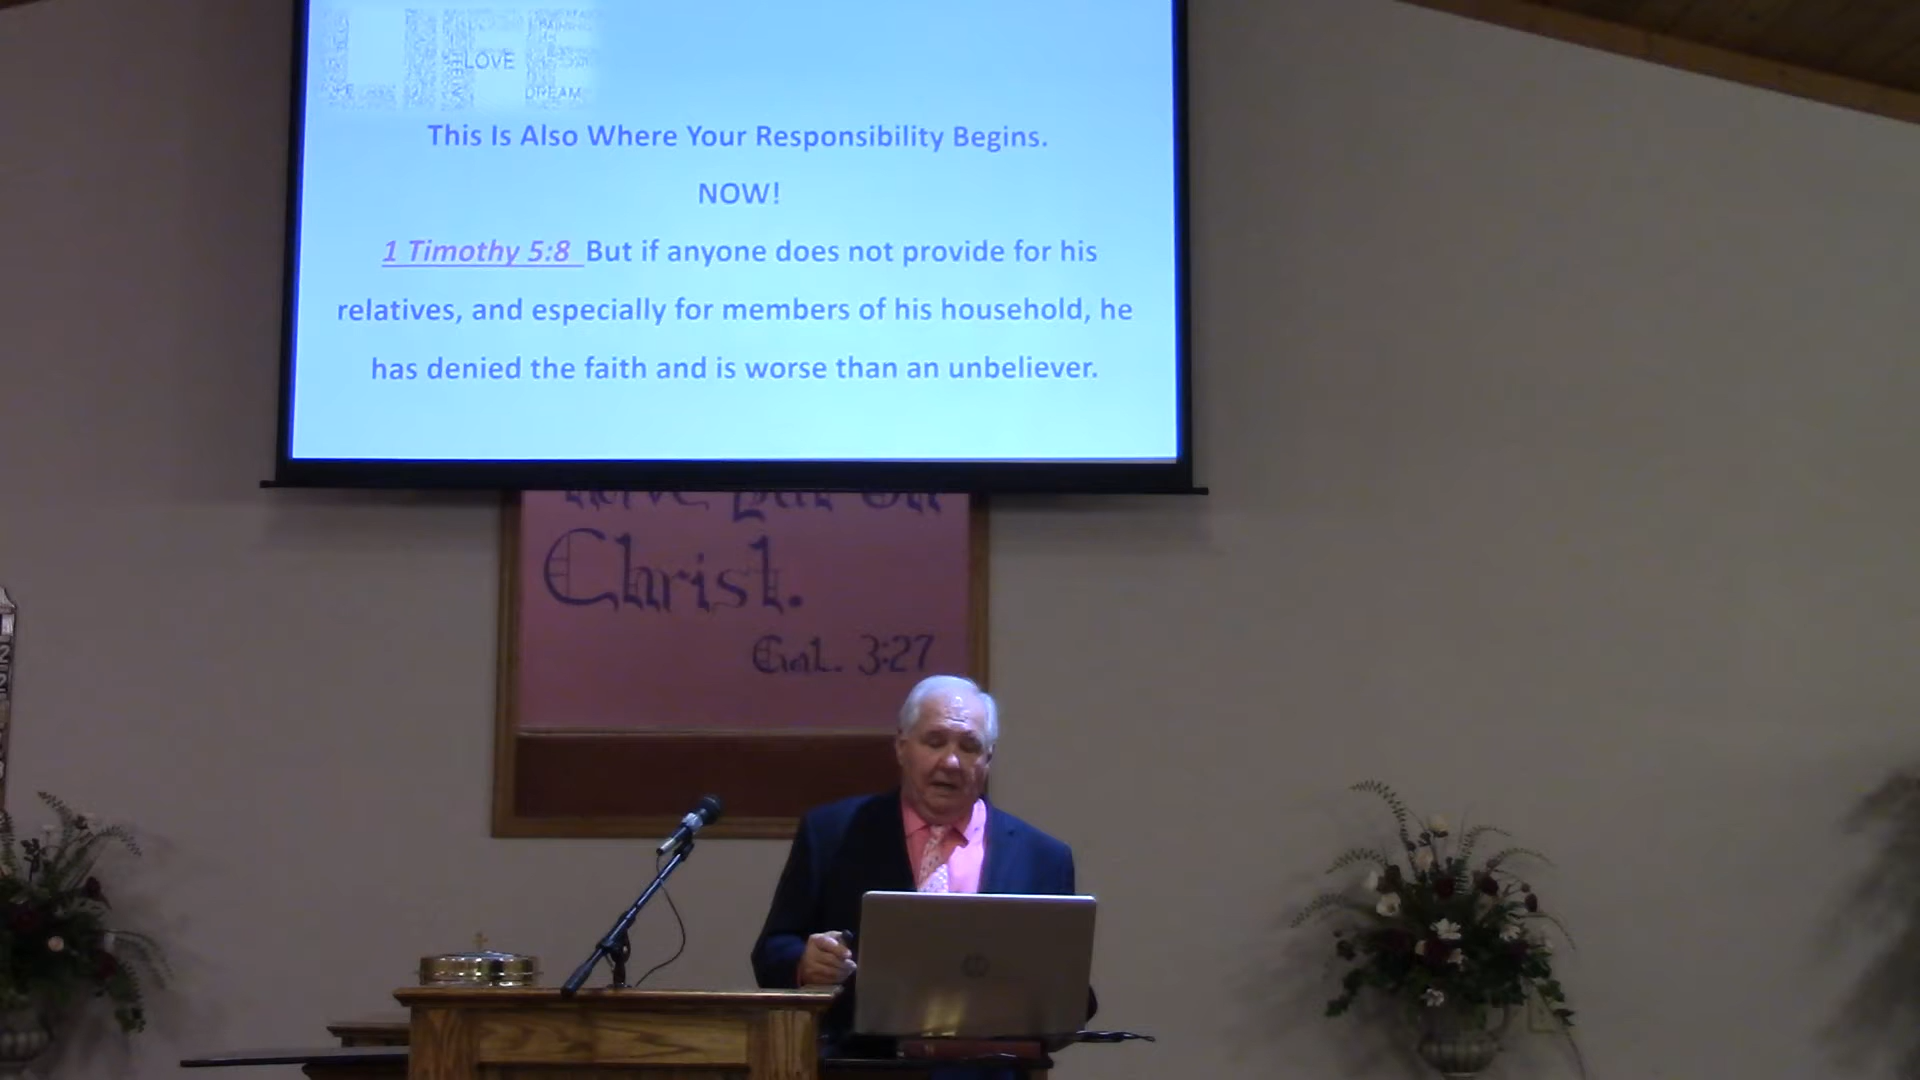 LOVE
DREAM
This Is Also Where Your Responsibility Begins.
NOW!
1 Timothy 5:8 But if anyone does not provide for his
relatives, and especially for members of his household, he
has denied the faith and is worse than an unbeliever.
Christ.
Gal. 3:27